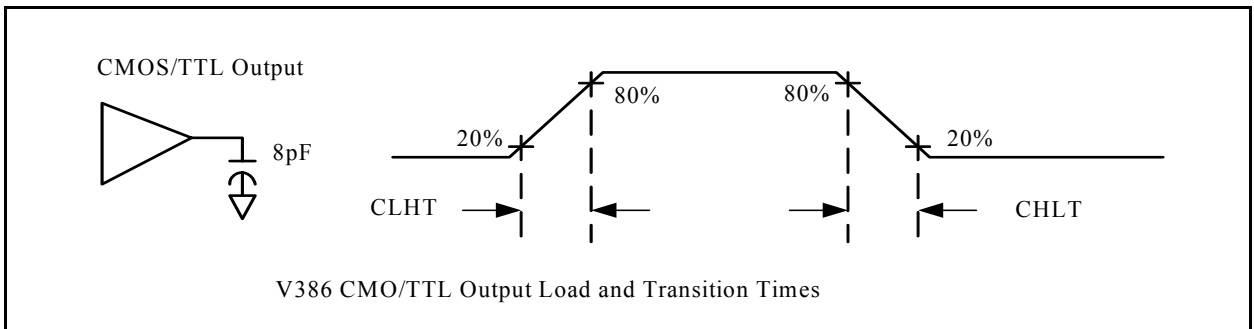 CMOS/TTL Output
8pF
20%
80%
80%
20%
CLHT
CHLT
V386 CMO/TTL Output Load and Transition Times